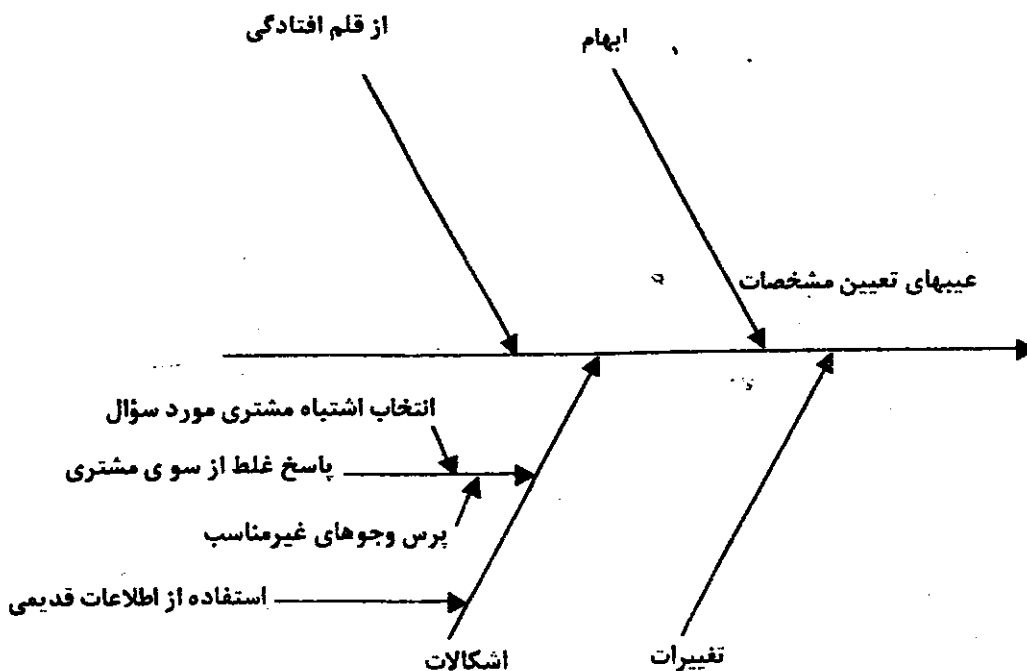 از قلم افتادگی
ابهام
عیبهای تعیین مشخصات
انتخاب اشتباه مشتری مورد سؤال
پاسخ غلط از سو ی مشتری
پرس وجوهای غیرمناسب
استفاده از اطلاعات قدیمی
اشکالات
تغییرات